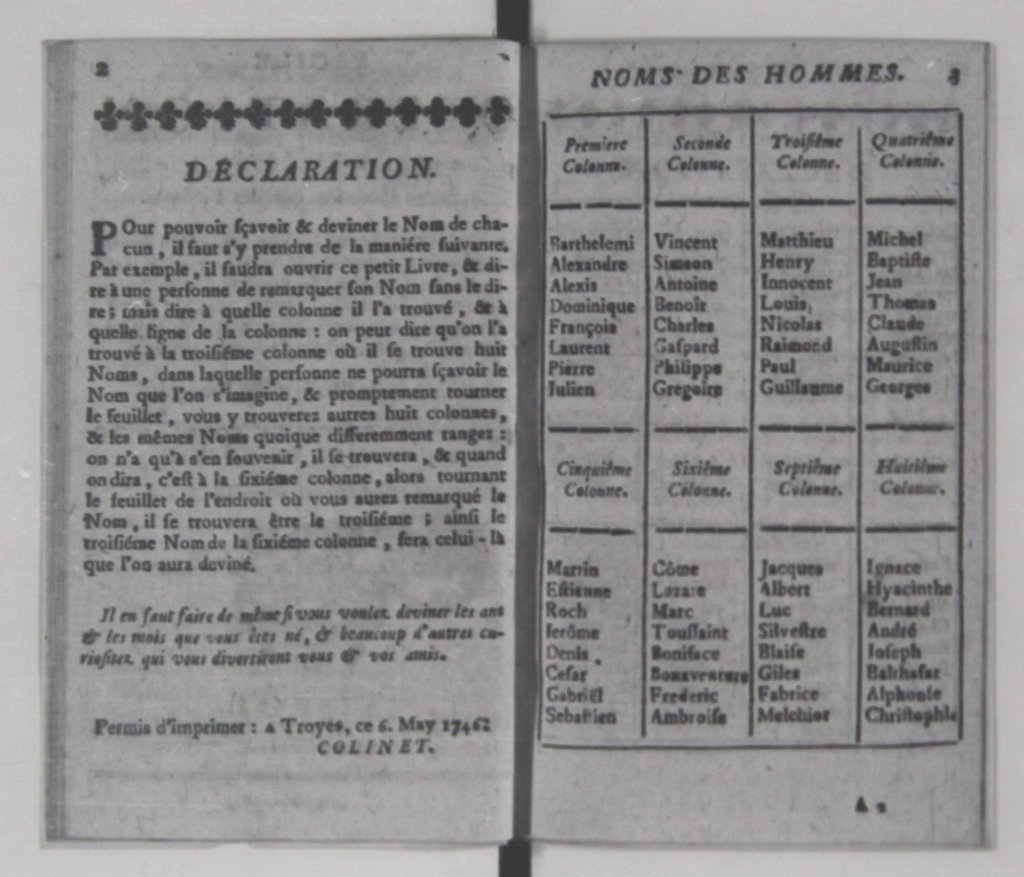 2
DÉCLARATION.
POur pouvoir ſçavoir & deviner le Nom de cha-
cun, il faut s'y prendre de la maniére ſuivante.
Par exemple, il faudra ouvrir ce petit Livre, & di-
re à une perſonne de remarquer ſon Nom ſans le di-
re; mais dire à quelle colonne il l'a trouvé, & à
quelle ligne de la colonne: on peut dire qu'on l'a
trouvé à la troiſiéme colonne où il ſe trouve huit
Noms, dans laquelle perſonne ne pourra ſçavoir le
Nom que l'on s'imagine, & promptement tourner
le feuillet, vous y trouverez autres huit colonnes,
& les mêmes Noms quoique differemment rangez:
on n'a qu'à s'en ſouvenir, il ſe trouvera, & quand
on dira, c'eſt à la ſixiéme colonne, alors tournant
le feuillet de l'endroit où vous aurez remarqué le
Nom, il ſe trouvera être le troiſiéme; ainſi le
troiſiéme Nom de la ſixiéme colonne, ſera celui-là
que l'on aura deviné.
Il en faut faire de même ſi vous voulez deviner les ans
& les mois que vous êtes né, & beaucoup d'autres cu-
rioſitez qui vous divertiront vous & vos amis.
Permis d'imprimer: A Troyes, ce 6. May 17462
COLINET.
NOMS DES HOMMES. 3
Premiere Seconde Troiſiéme Quatriéme
Colonne. Colonne. Colonne. Colonne.
Barthelemi Vincent Matthieu Michel
Alexandre Simeon Henry Baptiſte
Alexis Antoine Innocent Jean
Dominique Benoît Louis, Thomas
François Charles Nicolas Claude
Laurent Gaſpard Raimond Auguſtin
Pierre Philippe Paul Maurice
Julien Gregoire Guillaume Georges
Cinquiéme Sixiéme Septiéme Huitiéme
Colonne. Colonne. Colonne. Colonne.
Martin Côme Jacques Ignace
Eſtienne Lazare Albert Hyacinthe
Roch Marc Luc Bernard
Jerôme Touſſaint Silveſtre André
Denis. Boniface Blaiſe Joſeph
Ceſar Bonaventure Giles Balthaſar
Gabriel Frederic Fabrice Alphonſe
Sebaſtien Ambroiſe Melchior Chriſtophle
A 2